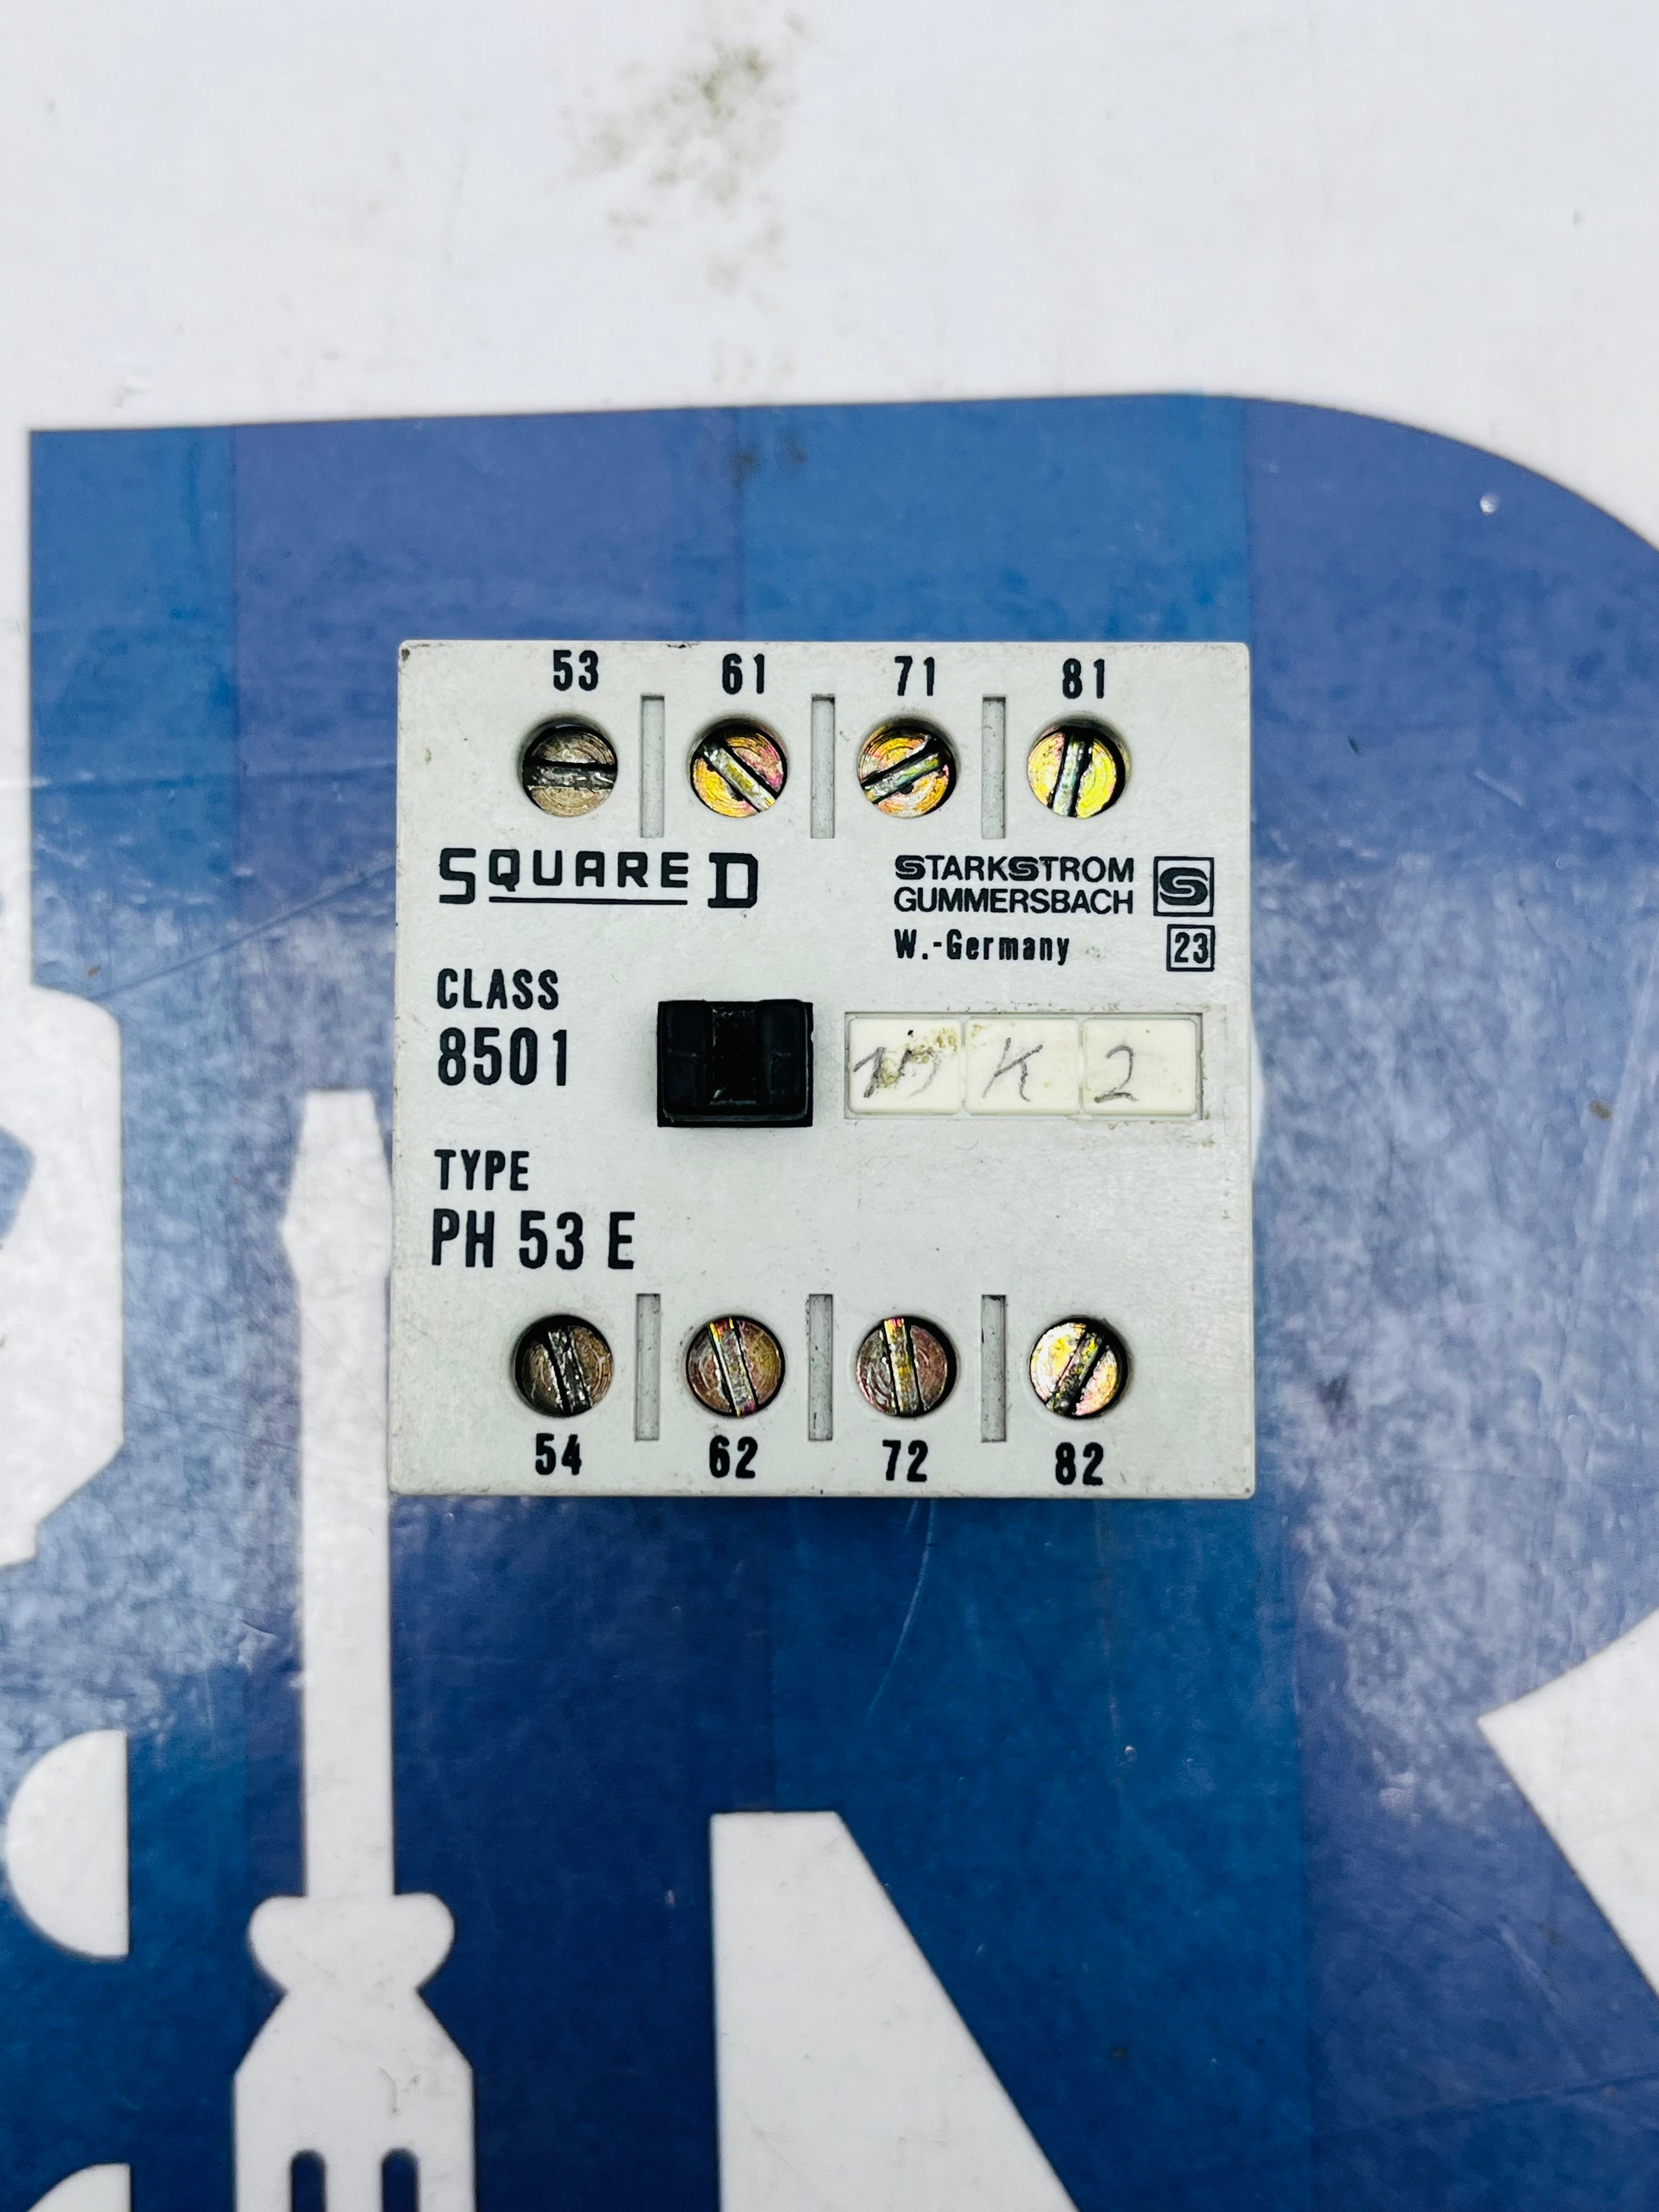 53 61 71 81
SQUARE D
STARKSTROM
GUMMERSBACH
W.-Germany 23
CLASS
8501
K 2
TYPE
PH 53 E
54 62 72 82